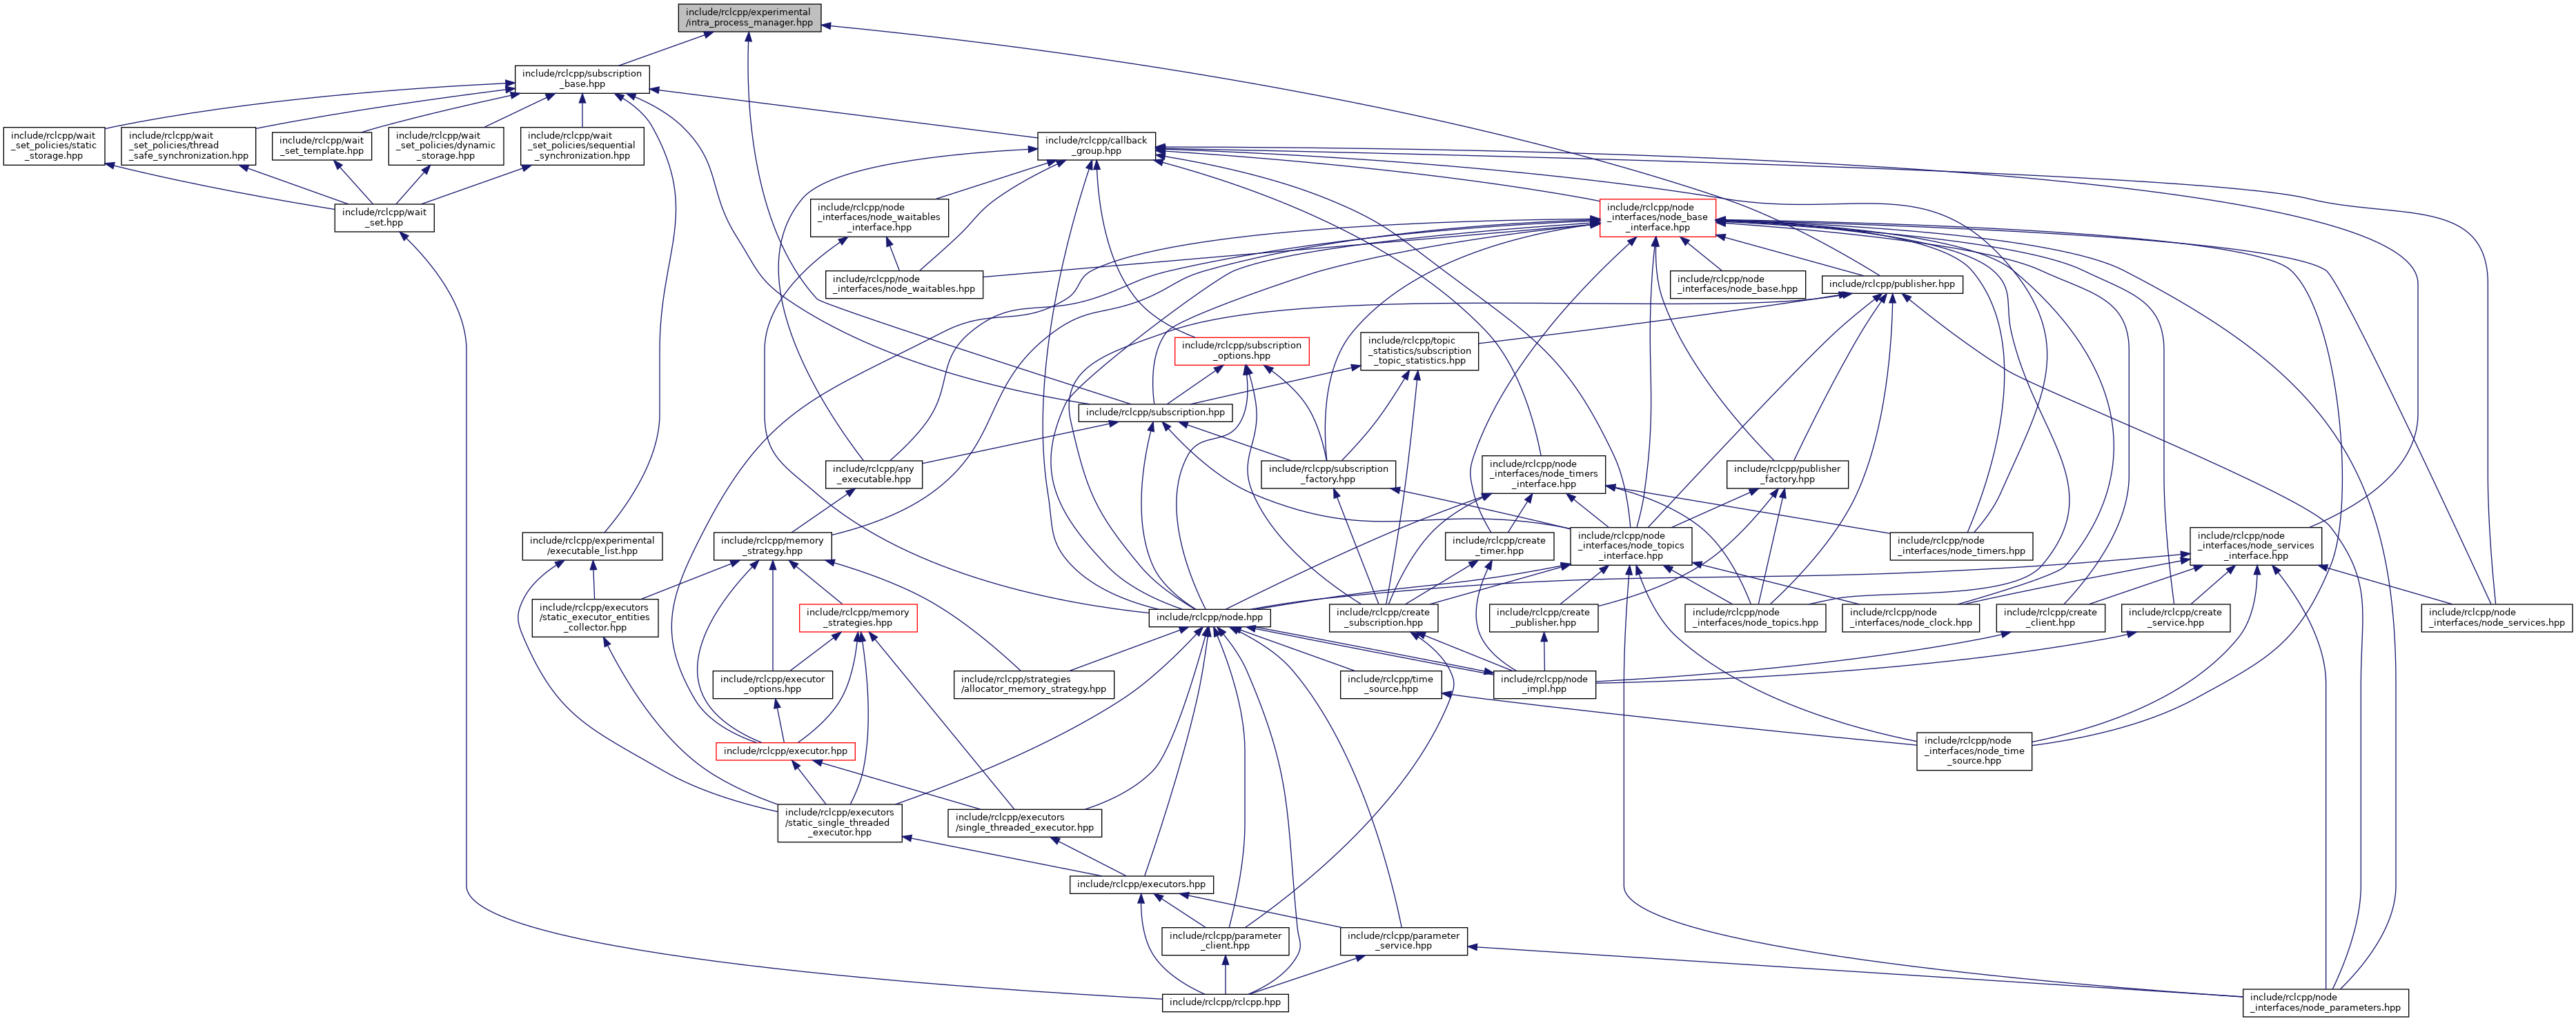 include/rclcpp/experimental
/intra_process_manager.hpp
include/rclcpp/subscription
_base.hpp
include/rclcpp/wait
_set_policies/static
_storage.hpp
include/rclcpp/wait
_set_policies/thread
_safe_synchronization.hpp
include/rclcpp/wait
_set_template.hpp
include/rclcpp/wait
_set_policies/dynamic
_storage.hpp
include/rclcpp/wait
_set_policies/sequential
_synchronization.hpp
include/rclcpp/callback
_group.hpp
include/rclcpp/wait
_set.hpp
include/rclcpp/node
_interfaces/node_waitables
_interface.hpp
include/rclcpp/node
_interfaces/node_base
_interface.hpp
include/rclcpp/node
_interfaces/node_waitables.hpp
include/rclcpp/node
_interfaces/node_base.hpp
include/rclcpp/publisher.hpp
include/rclcpp/subscription
_options.hpp
include/rclcpp/topic
_statistics/subscription
_topic_statistics.hpp
include/rclcpp/subscription.hpp
include/rclcpp/any
_executable.hpp
include/rclcpp/subscription
_factory.hpp
include/rclcpp/node
_interfaces/node_timers
_interface.hpp
include/rclcpp/publisher
_factory.hpp
include/rclcpp/experimental
/executable_list.hpp
include/rclcpp/memory
_strategy.hpp
include/rclcpp/create
_timer.hpp
include/rclcpp/node
_interfaces/node_topics
_interface.hpp
include/rclcpp/node
_interfaces/node_timers.hpp
include/rclcpp/node
_interfaces/node_services
_interface.hpp
include/rclcpp/executors
/static_executor_entities
_collector.hpp
include/rclcpp/memory
_strategies.hpp
include/rclcpp/node.hpp
include/rclcpp/create
_subscription.hpp
include/rclcpp/create
_publisher.hpp
include/rclcpp/node
_interfaces/node_topics.hpp
include/rclcpp/node
_interfaces/node_clock.hpp
include/rclcpp/create
_client.hpp
include/rclcpp/create
_service.hpp
include/rclcpp/node
_interfaces/node_services.hpp
include/rclcpp/executor
_options.hpp
include/rclcpp/strategies
/allocator_memory_strategy.hpp
include/rclcpp/time
_source.hpp
include/rclcpp/node
_impl.hpp
include/rclcpp/executor.hpp
include/rclcpp/node
_interfaces/node_time
_source.hpp
include/rclcpp/executors
/static_single_threaded
_executor.hpp
include/rclcpp/executors
/single_threaded_executor.hpp
include/rclcpp/executors.hpp
include/rclcpp/parameter
_client.hpp
include/rclcpp/parameter
_service.hpp
include/rclcpp/rclcpp.hpp
include/rclcpp/node
_interfaces/node_parameters.hpp